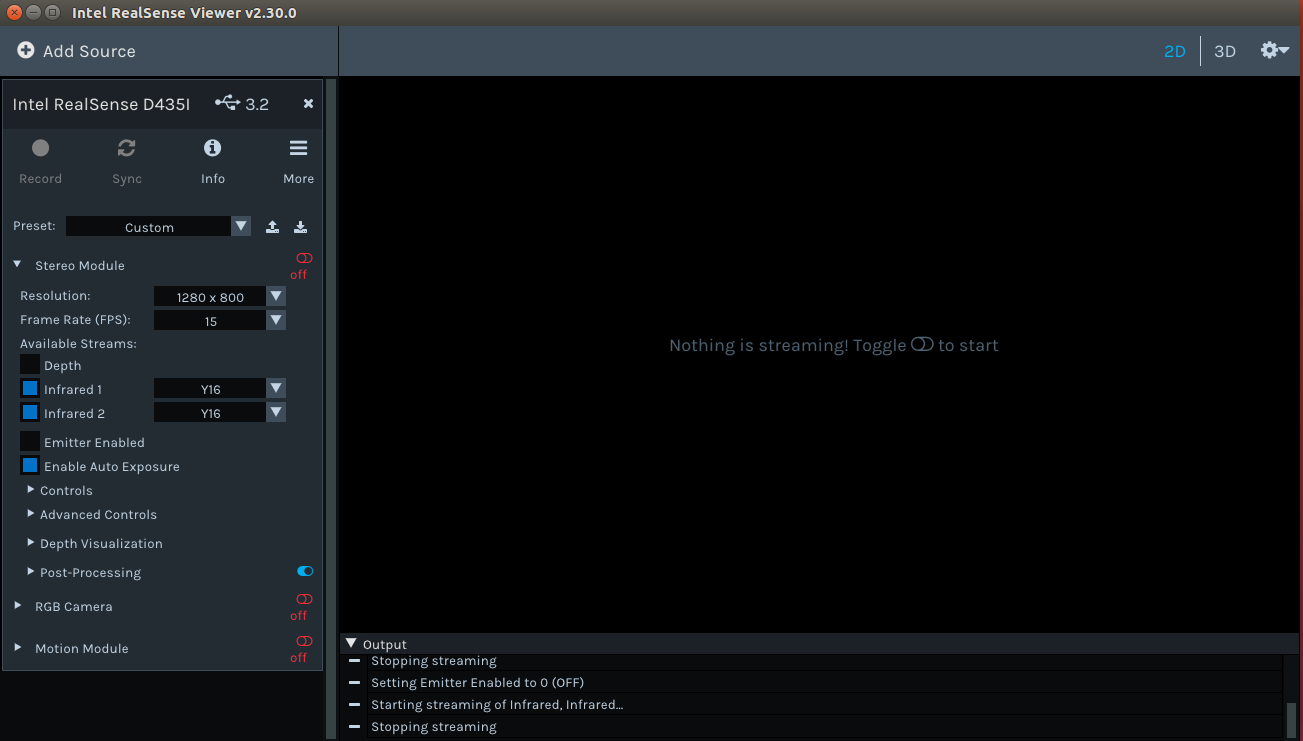 Intel RealSense Viewer v2.30.0
Add Source
2D 3D
Intel RealSense D435I 3.2
Record Sync Info More
Preset: Custom
Stereo Module off
Resolution: 1280 x 800
Frame Rate (FPS): 15
Available Streams:
Depth
Infrared 1 Y16
Infrared 2 Y16
Emitter Enabled
Enable Auto Exposure
Controls
Advanced Controls
Depth Visualization
Post-Processing
RGB Camera off
Motion Module off
Nothing is streaming! Toggle to start
Output
Stopping streaming
Setting Emitter Enabled to 0 (OFF)
Starting streaming of Infrared, Infrared...
Stopping streaming